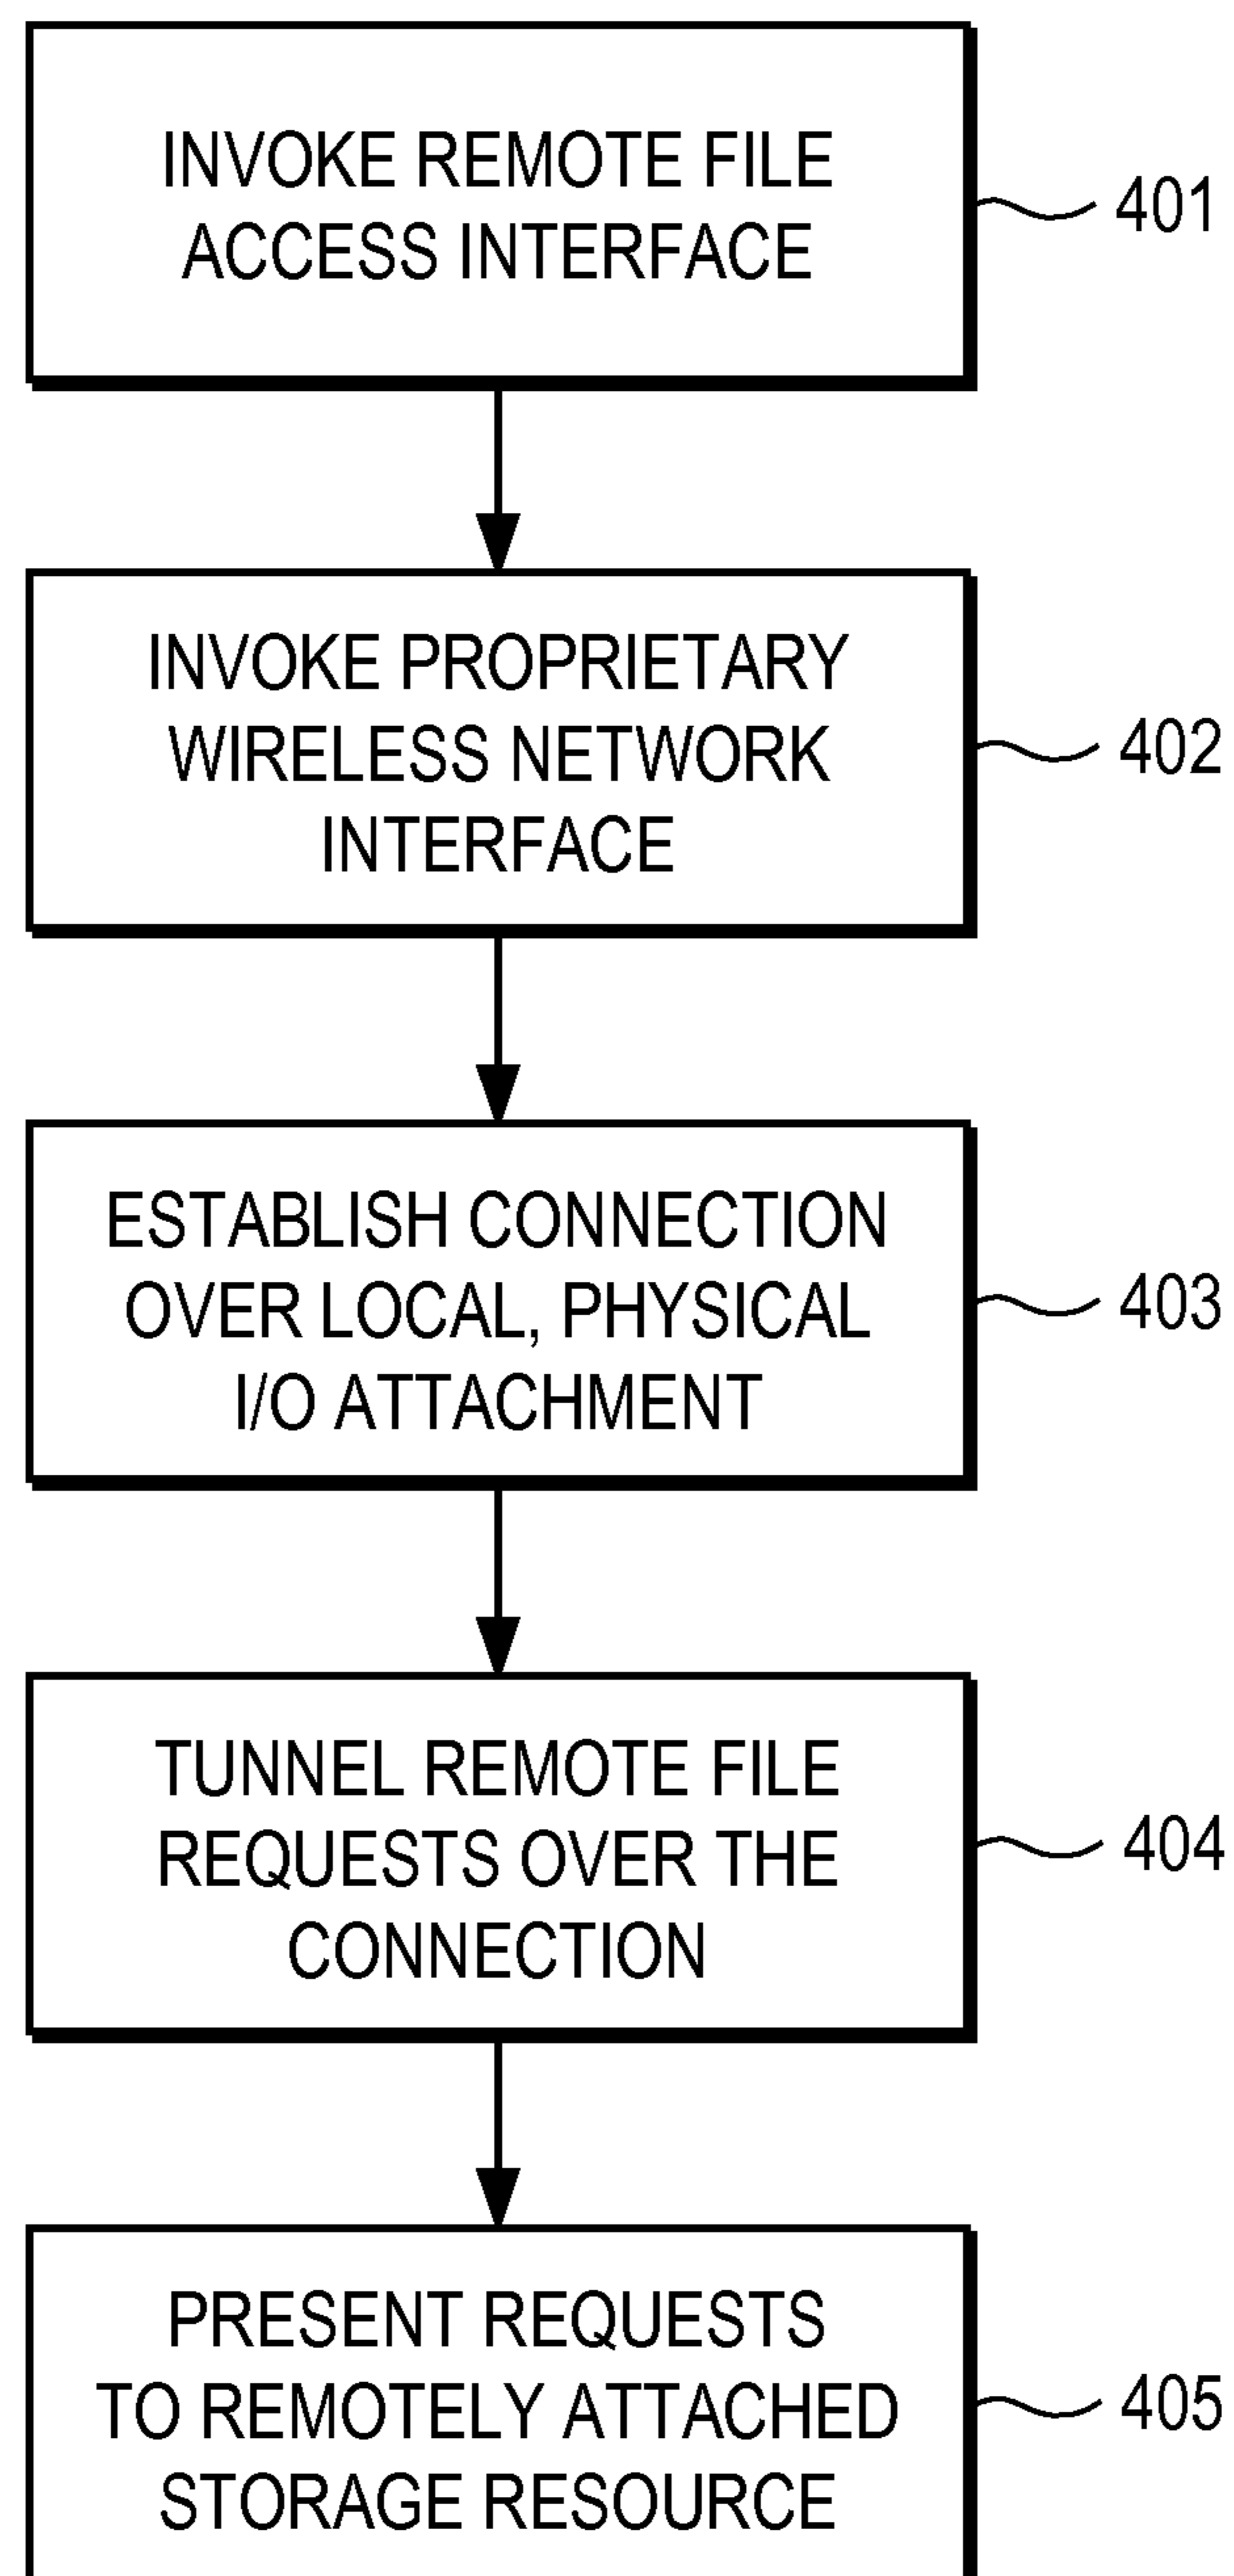 INVOKE REMOTE FILE
ACCESS INTERFACE
401
INVOKE PROPRIETARY
WIRELESS NETWORK
INTERFACE
402
ESTABLISH CONNECTION
OVER LOCAL, PHYSICAL
I/O ATTACHMENT
403
TUNNEL REMOTE FILE
REQUESTS OVER THE
CONNECTION
404
PRESENT REQUESTS
TO REMOTELY ATTACHED
STORAGE RESOURCE
405